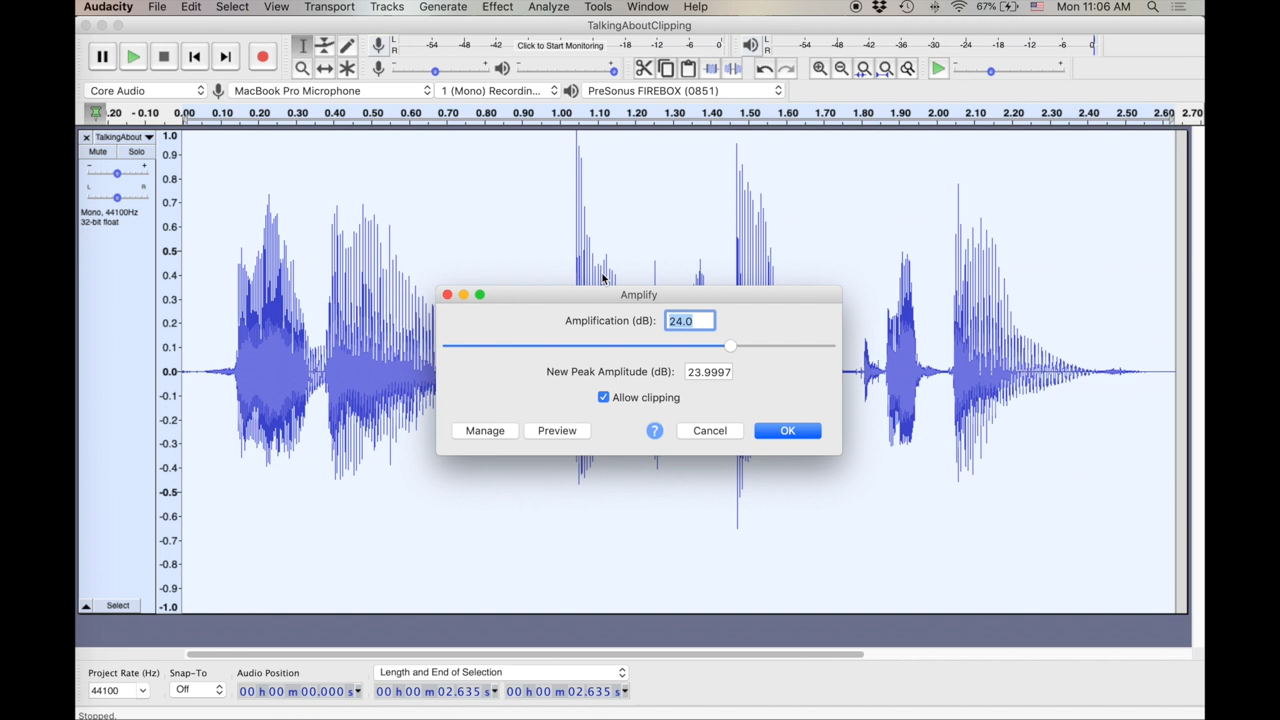 Audacity File Edit Select View Transport Tracks Generate Effect Analyze Tools Window Help 67% Mon 11:06 AM
TalkingAboutClipping
L R -54 -48 -42 Click to Start Monitoring -18 -12 -6 0 L R -54 -48 -42 -36 -30 -24 -18 -12 -6 0
- + - + - +
Core Audio MacBook Pro Microphone 1 (Mono) Recordin... PreSonus FIREBOX (0851)
.20 - 0.10 0.00 0.10 0.20 0.30 0.40 0.50 0.60 0.70 0.80 0.90 1.00 1.10 1.20 1.30 1.40 1.50 1.60 1.70 1.80 1.90 2.00 2.10 2.20 2.30 2.40 2.50 2.60 2.70
TalkingAbout
Mute Solo
- +
L R
Mono, 44100Hz
32-bit float
1.0
0.9
0.8
0.7
0.6
0.5
0.4
0.3
0.2
0.1
0.0
-0.1
-0.2
-0.3
-0.4
-0.5
-0.6
-0.7
-0.8
-0.9
-1.0
Amplify
Amplification (dB): 24.0
New Peak Amplitude (dB): 23.9997
Allow clipping
Manage Preview ? Cancel OK
Select
Project Rate (Hz) Snap-To Audio Position Length and End of Selection
44100 Off 00 h 00 m 00.000 s 00 h 00 m 02.635 s 00 h 00 m 02.635 s
Stopped.